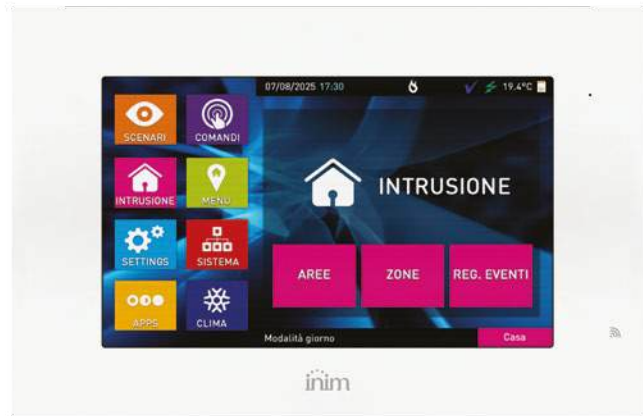 07/08/2025 17:30
19.4°C
SCENARI
COMANDI
INTRUSIONE
MENU
SETTINGS
SISTEMA
APPS
CLIMA
INTRUSIONE
AREE
ZONE
REG. EVENTI
Modalità giorno
Casa
inim